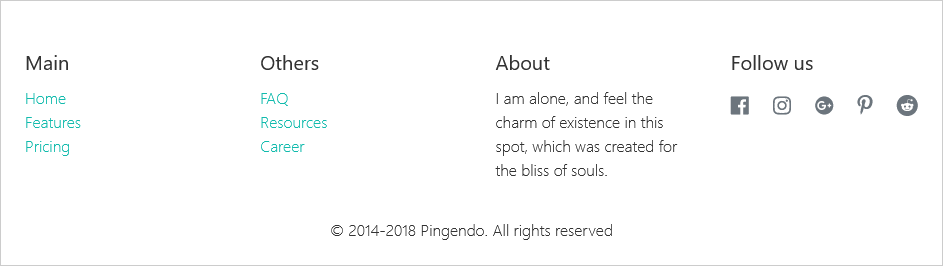 Main
Home
Features
Pricing
Others
FAQ
Resources
Career
About
I am alone, and feel the
charm of existence in this
spot, which was created for
the bliss of souls.
Follow us
© 2014-2018 Pingendo. All rights reserved